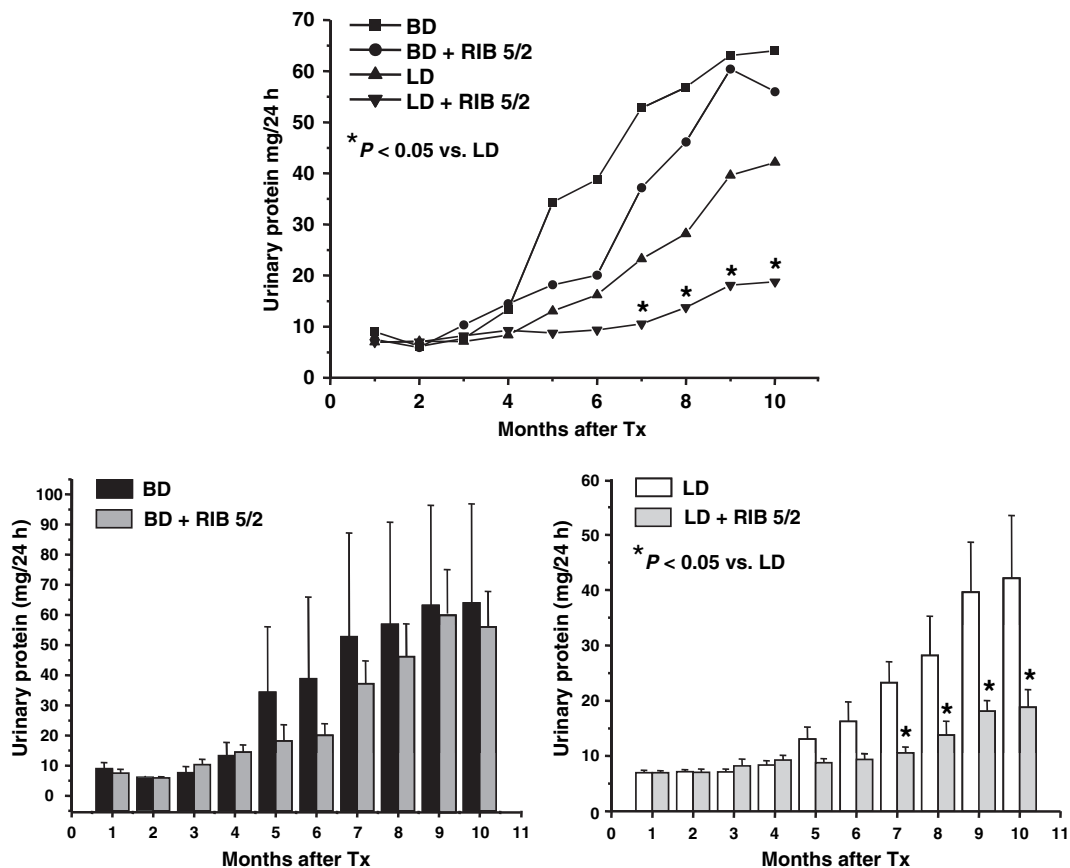 70
60
50
40
30
20
10
0
Urinary protein mg/24 h
BD
BD + RIB 5/2
LD
LD + RIB 5/2
* P < 0.05 vs. LD
* * * *
0 2 4 6 8 10
Months after Tx
100
90
80
70
60
50
40
30
20
10
0
Urinary protein (mg/24 h)
BD
BD + RIB 5/2
0 1 2 3 4 5 6 7 8 9 10 11
Months after Tx
60
50
40
30
20
10
0
Urinary protein (mg/24 h)
LD
LD + RIB 5/2
* P < 0.05 vs. LD
* * * *
0 1 2 3 4 5 6 7 8 9 10 11
Months after Tx